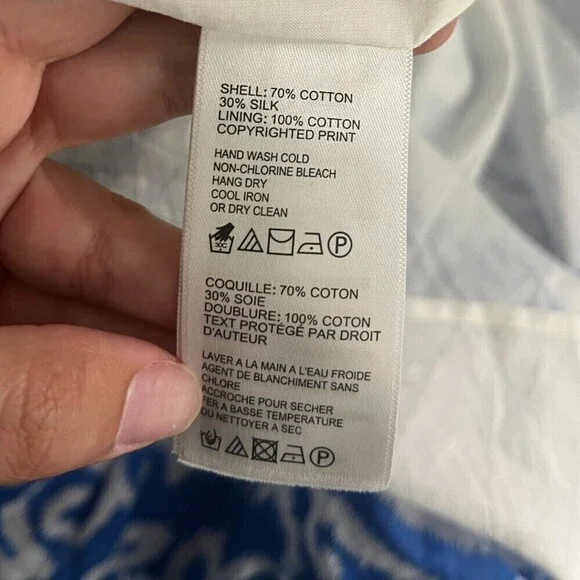 SHELL: 70% COTTON
30% SILK
LINING: 100% COTTON
COPYRIGHTED PRINT
HAND WASH COLD
NON-CHLORINE BLEACH
HANG DRY
COOL IRON
OR DRY CLEAN
30C
P
COQUILLE: 70% COTON
30% SOIE
DOUBLURE: 100% COTON
TEXT PROTÉGÉ PAR DROIT
D'AUTEUR
LAVER A LA MAIN A L'EAU FROIDE
AGENT DE BLANCHIMENT SANS
CHLORE
ACCROCHE POUR SECHER
FER A BASSE TEMPERATURE
OU NETTOYER A SEC
P